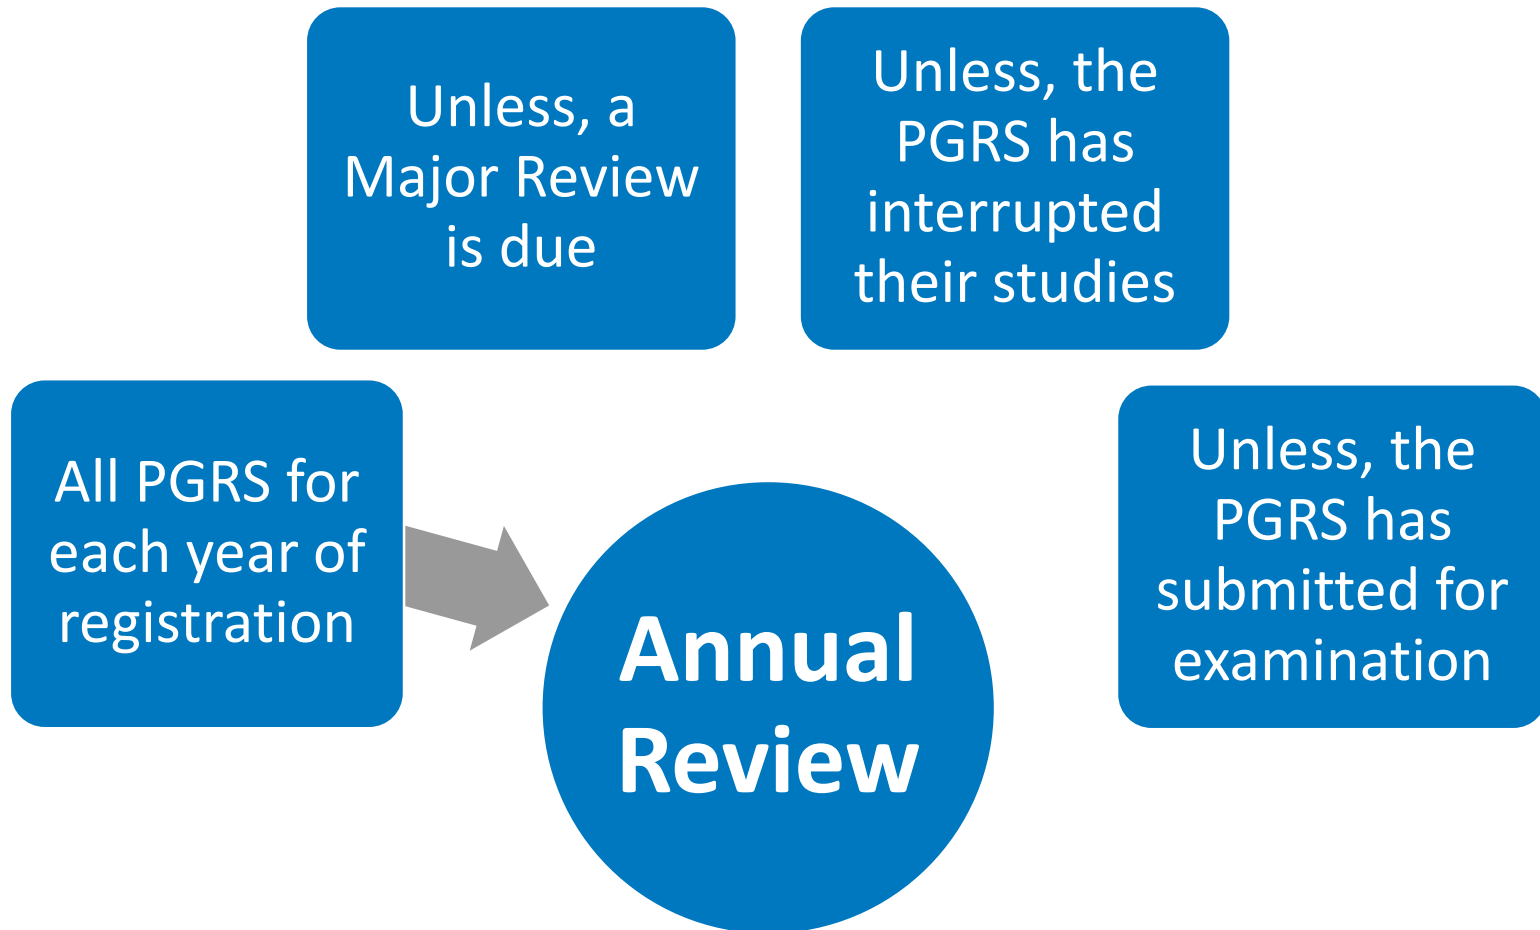 Unless, a
Major Review
is due
Unless, the
PGRS has
interrupted
their studies
All PGRS for
each year of
registration
Unless, the
PGRS has
submitted for
examination
Annual
Review